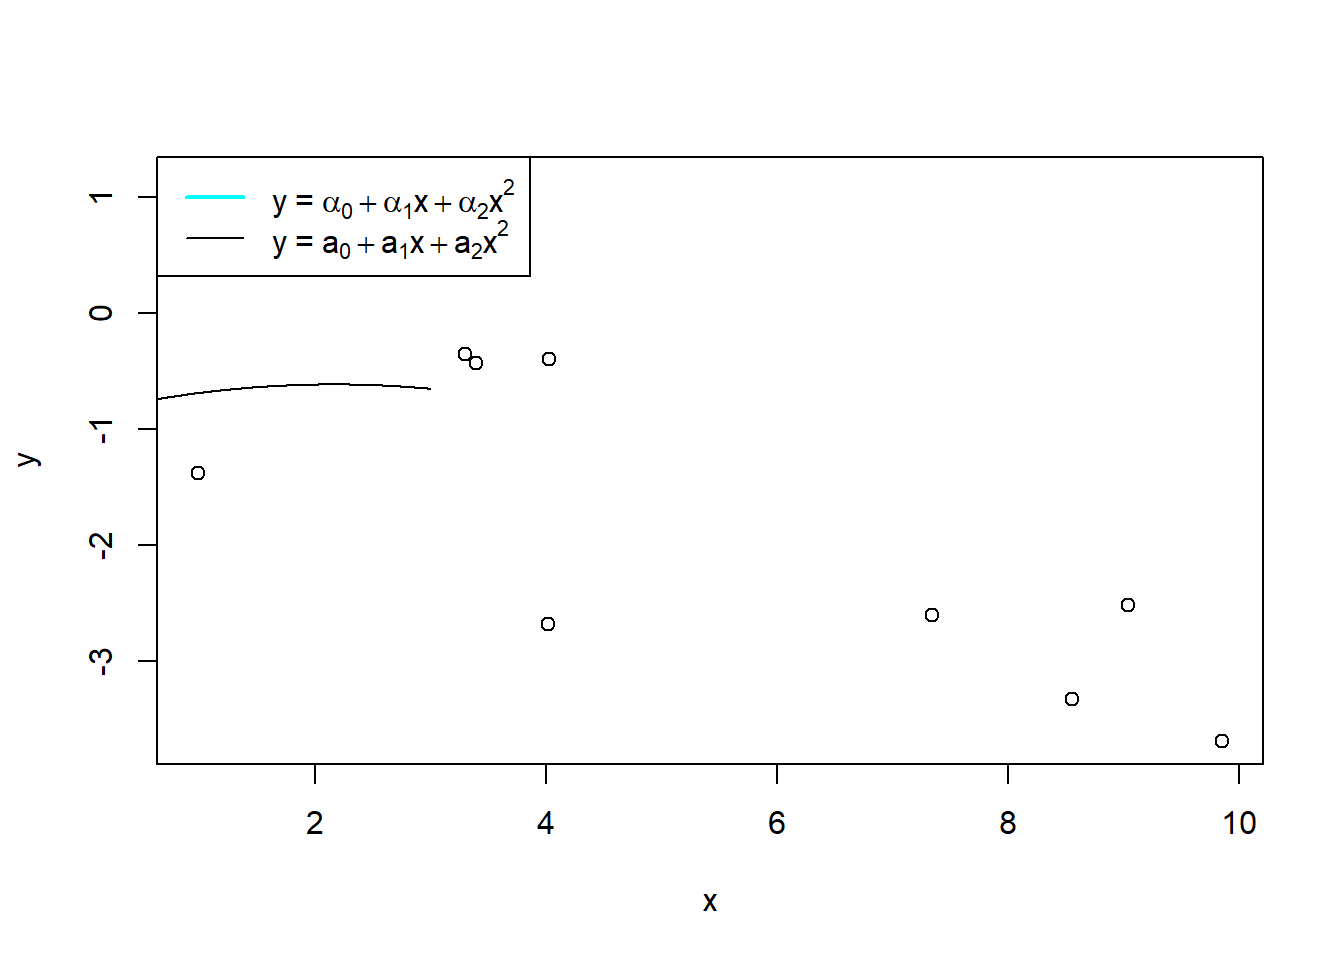 y = α₀ + α₁x + α₂x²
y = a₀ + a₁x + a₂x²
1
0
-1
-2
-3
y
2 4 6 8 10
x